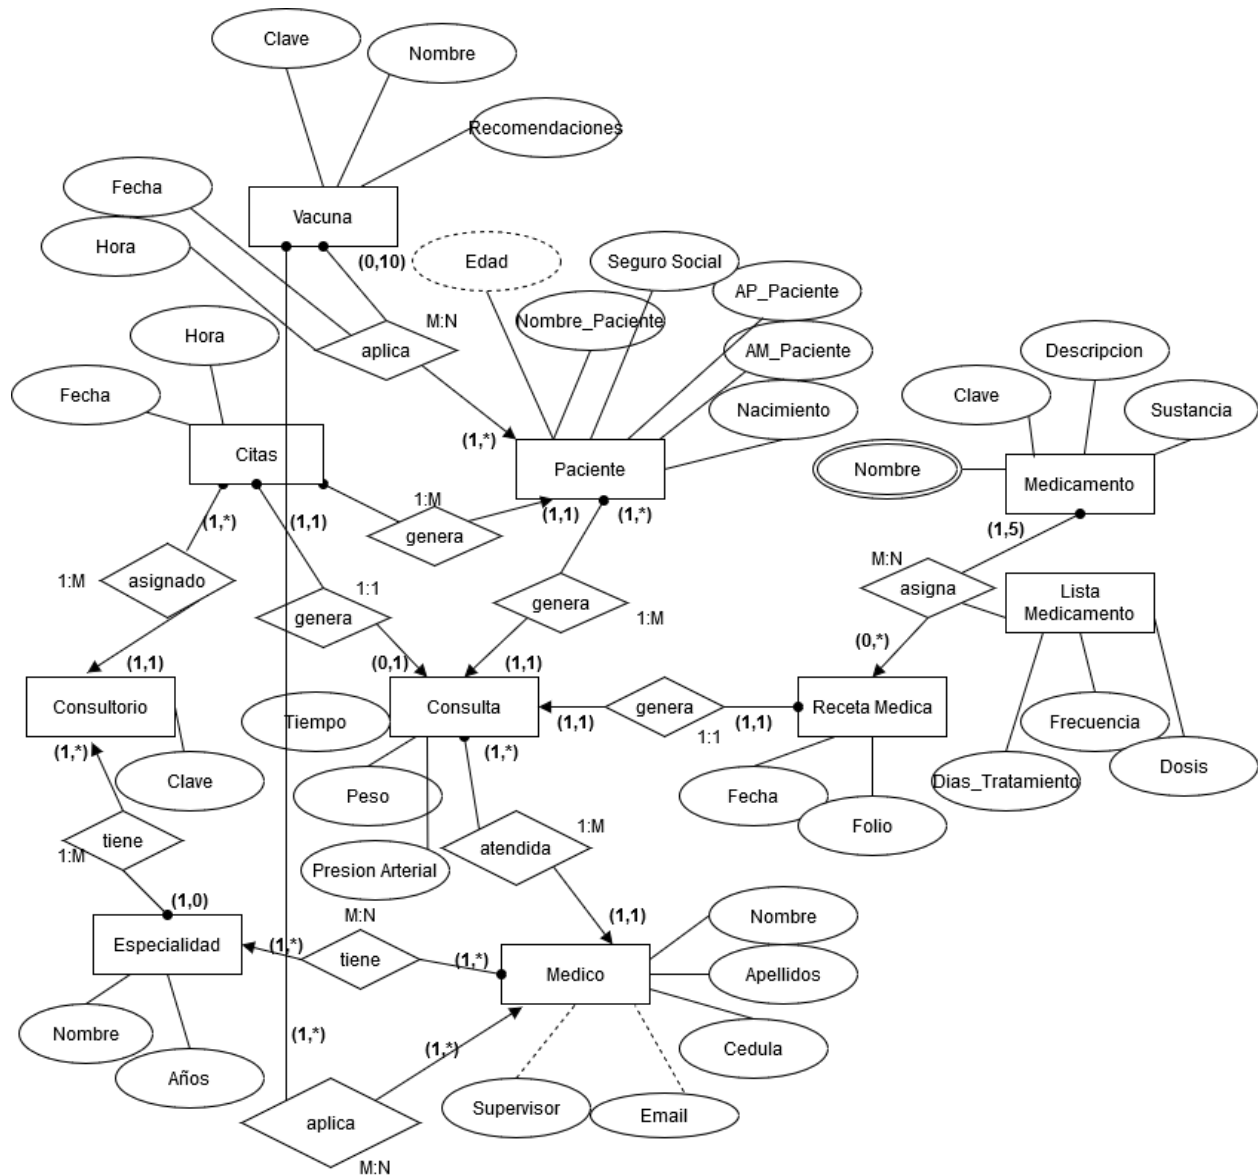 Clave
Nombre
Recomendaciones
Fecha
Vacuna
Hora
(0,10)
Edad
Seguro Social
AP_Paciente
Nombre_Paciente
M:N
aplica
AM_Paciente
Hora
Descripcion
Fecha
Clave
Nacimiento
Sustancia
(1,*)
Citas
Paciente
Nombre
Medicamento
1:M
(1,*)
(1,1)
(1,1)
(1,*)
(1,5)
genera
M:N
1:M
asignado
1:1
asigna
Lista
Medicamento
genera
genera
1:M
(0,*)
(1,1)
(0,1)
(1,1)
Consultorio
Tiempo
Consulta
genera
Receta Medica
(1,1)
(1,1)
Frecuencia
(1,*)
(1,*)
1:1
Clave
Dosis
Peso
Fecha
Dias_Tratamiento
1:M
Folio
tiene
1:M
atendida
Presion Arterial
(1,0)
M:N
(1,1)
Nombre
Especialidad
(1,*)
tiene
(1,*)
Medico
Apellidos
Nombre
(1,*)
(1,*)
Cedula
Años
Supervisor
Email
aplica
M:N